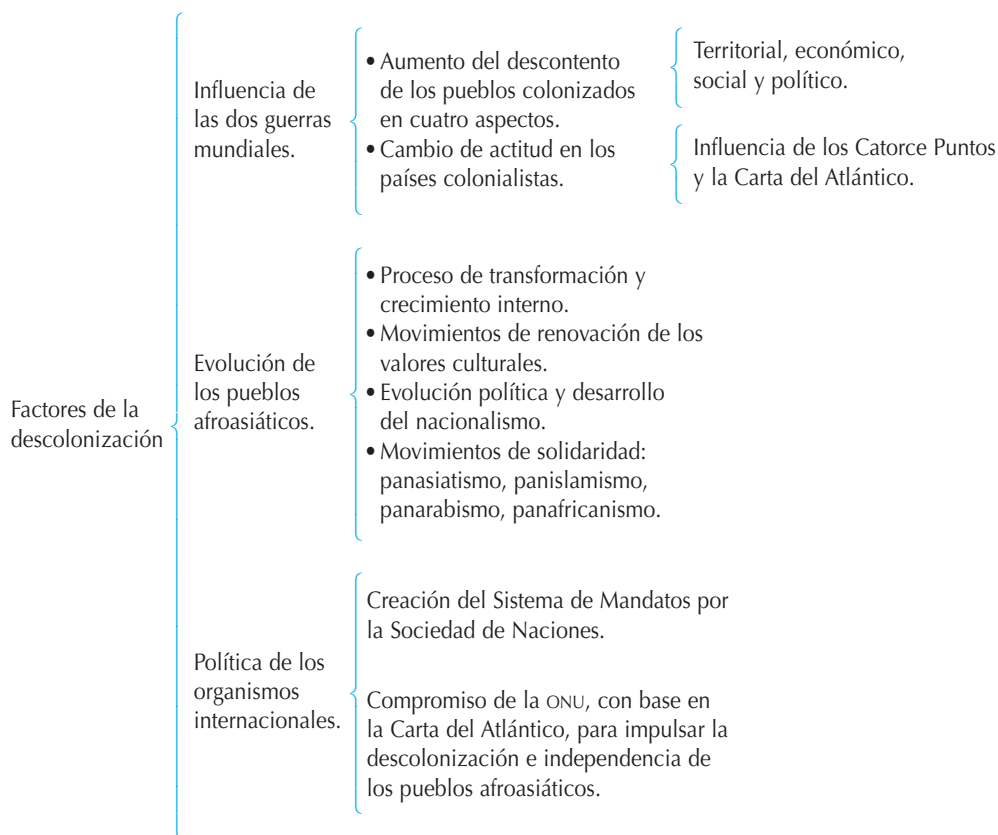 Factores de la
descolonización
Influencia de
las dos guerras
mundiales.
• Aumento del descontento
de los pueblos colonizados
en cuatro aspectos.
Territorial, económico,
social y político.
• Cambio de actitud en los
países colonialistas.
Influencia de los Catorce Puntos
y la Carta del Atlántico.
Evolución de
los pueblos
afroasiáticos.
• Proceso de transformación y
crecimiento interno.
• Movimientos de renovación de los
valores culturales.
• Evolución política y desarrollo
del nacionalismo.
• Movimientos de solidaridad:
panasiatismo, panislamismo,
panarabismo, panafricanismo.
Política de los
organismos
internacionales.
Creación del Sistema de Mandatos por
la Sociedad de Naciones.
Compromiso de la ONU, con base en
la Carta del Atlántico, para impulsar la
descolonización e independencia de
los pueblos afroasiáticos.